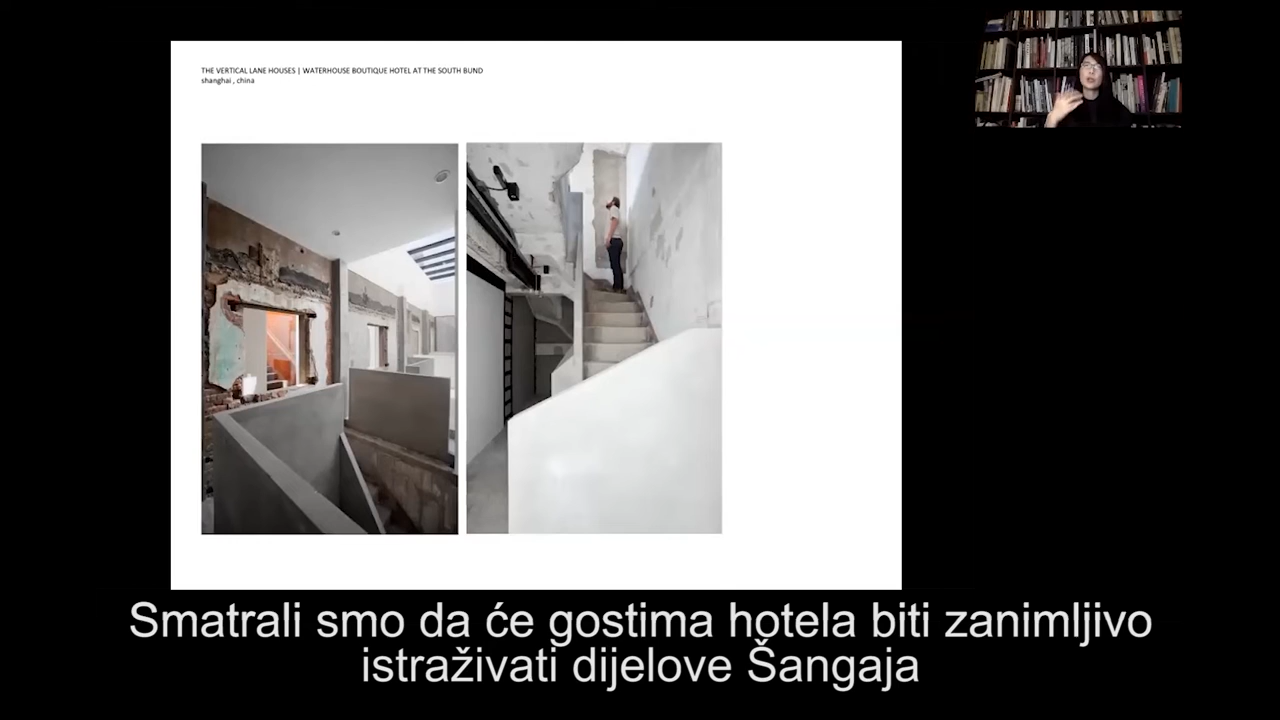 THE VERTICAL LANE HOUSES | WATERHOUSE BOUTIQUE HOTEL AT THE SOUTH BUND
shanghai , china
Smatrali smo da će gostima hotela biti zanimljivo
istraživati dijelove Šangaja